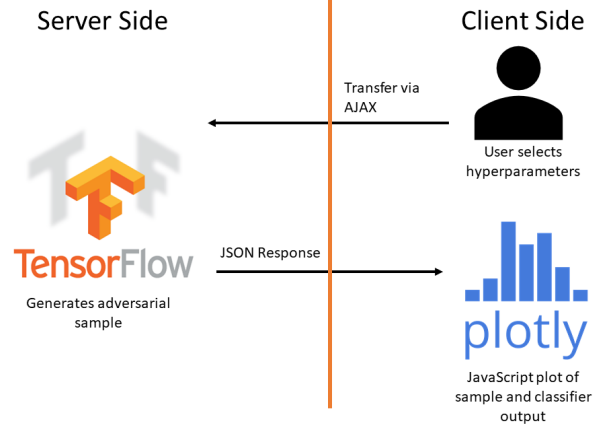 Server Side
Client Side
Transfer via
AJAX
User selects
hyperparameters
TensorFlow
JSON Response
Generates adversarial
sample
plotly
JavaScript plot of
sample and classifier
output